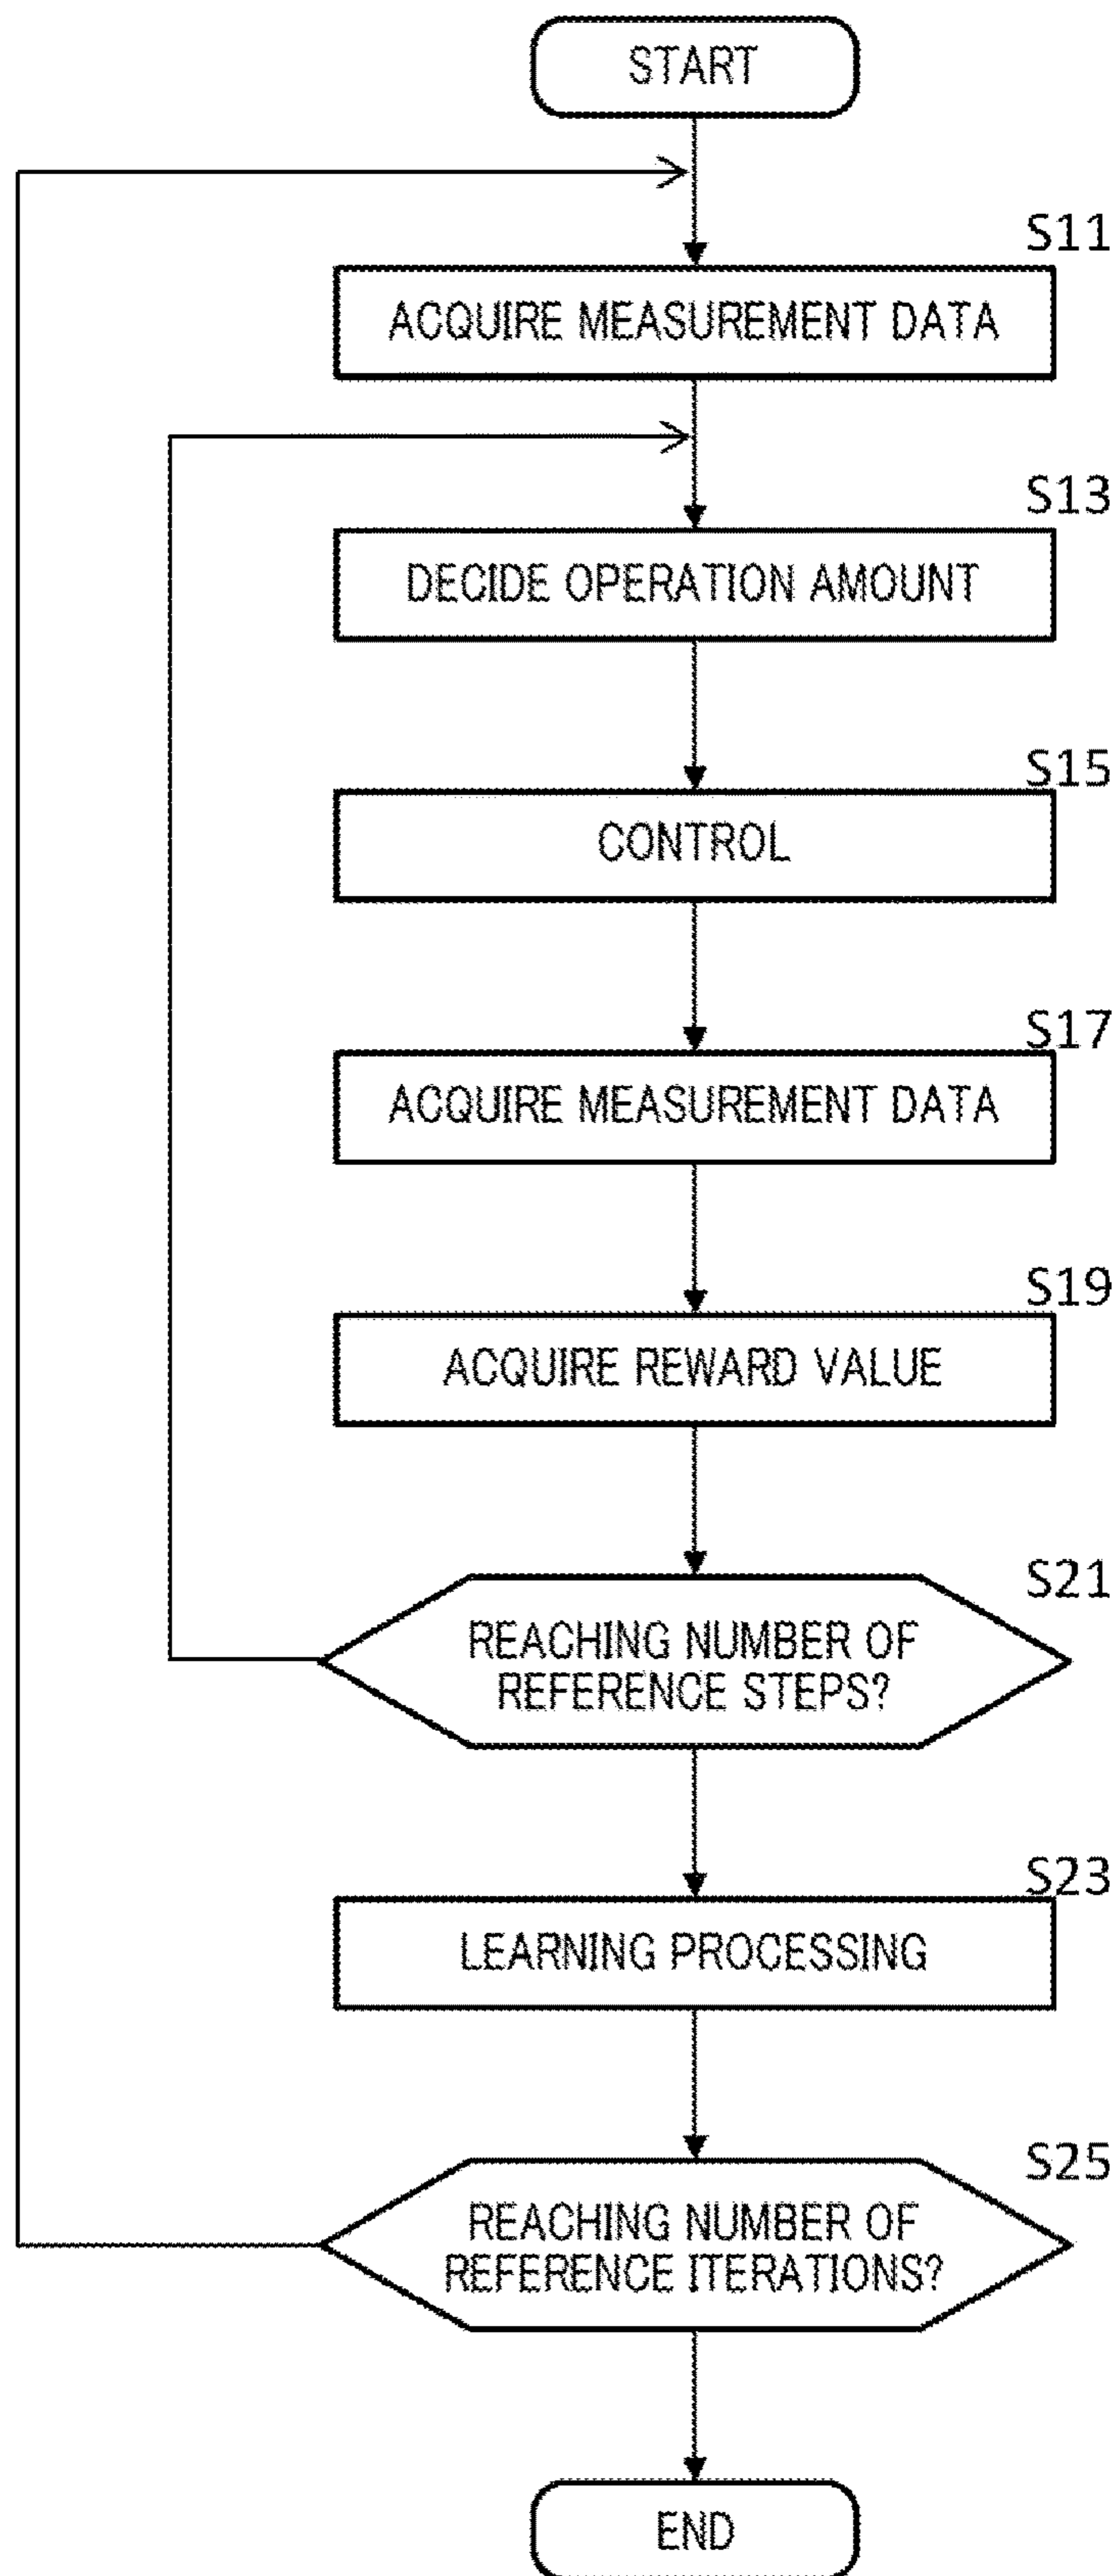 START
S11
ACQUIRE MEASUREMENT DATA
S13
DECIDE OPERATION AMOUNT
S15
CONTROL
S17
ACQUIRE MEASUREMENT DATA
S19
ACQUIRE REWARD VALUE
S21
REACHING NUMBER OF
REFERENCE STEPS?
S23
LEARNING PROCESSING
S25
REACHING NUMBER OF
REFERENCE ITERATIONS?
END